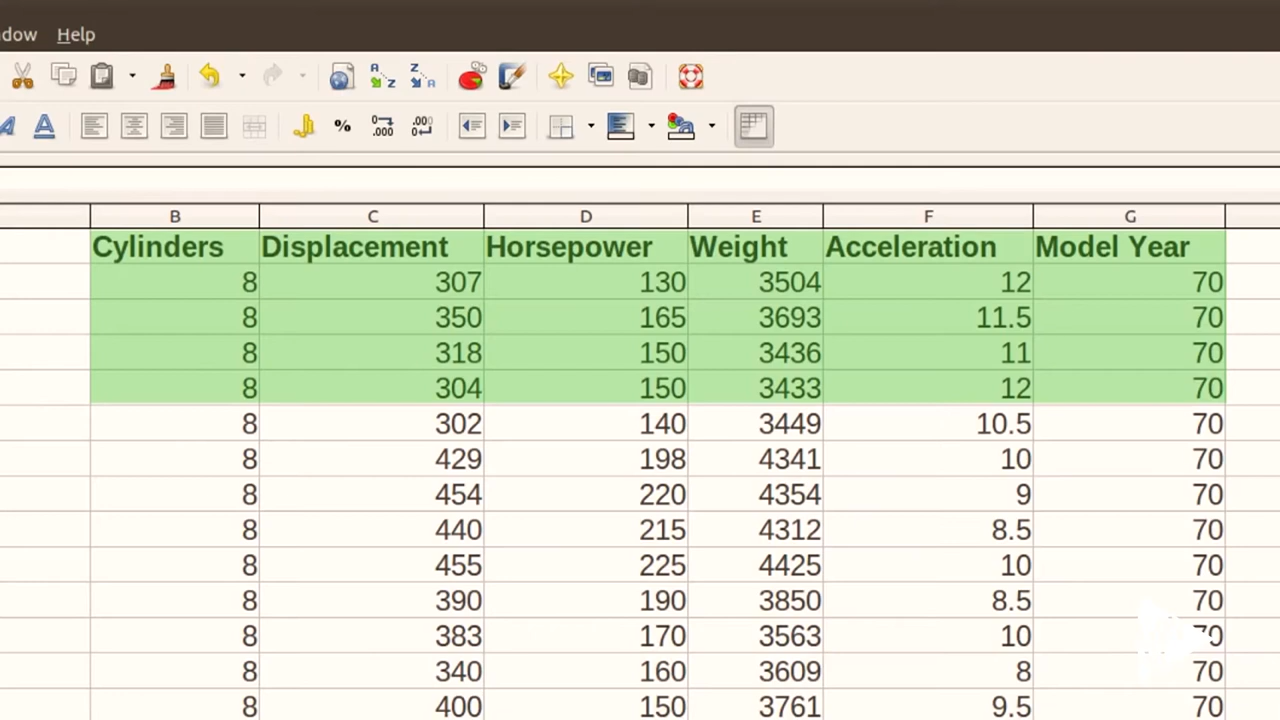 dow Help
%
.000 .000
B C D E F G
Cylinders Displacement Horsepower Weight Acceleration Model Year
8 307 130 3504 12 70
8 350 165 3693 11.5 70
8 318 150 3436 11 70
8 304 150 3433 12 70
8 302 140 3449 10.5 70
8 429 198 4341 10 70
8 454 220 4354 9 70
8 440 215 4312 8.5 70
8 455 225 4425 10 70
8 390 190 3850 8.5 70
8 383 170 3563 10 70
8 340 160 3609 8 70
8 400 150 3761 9.5 70